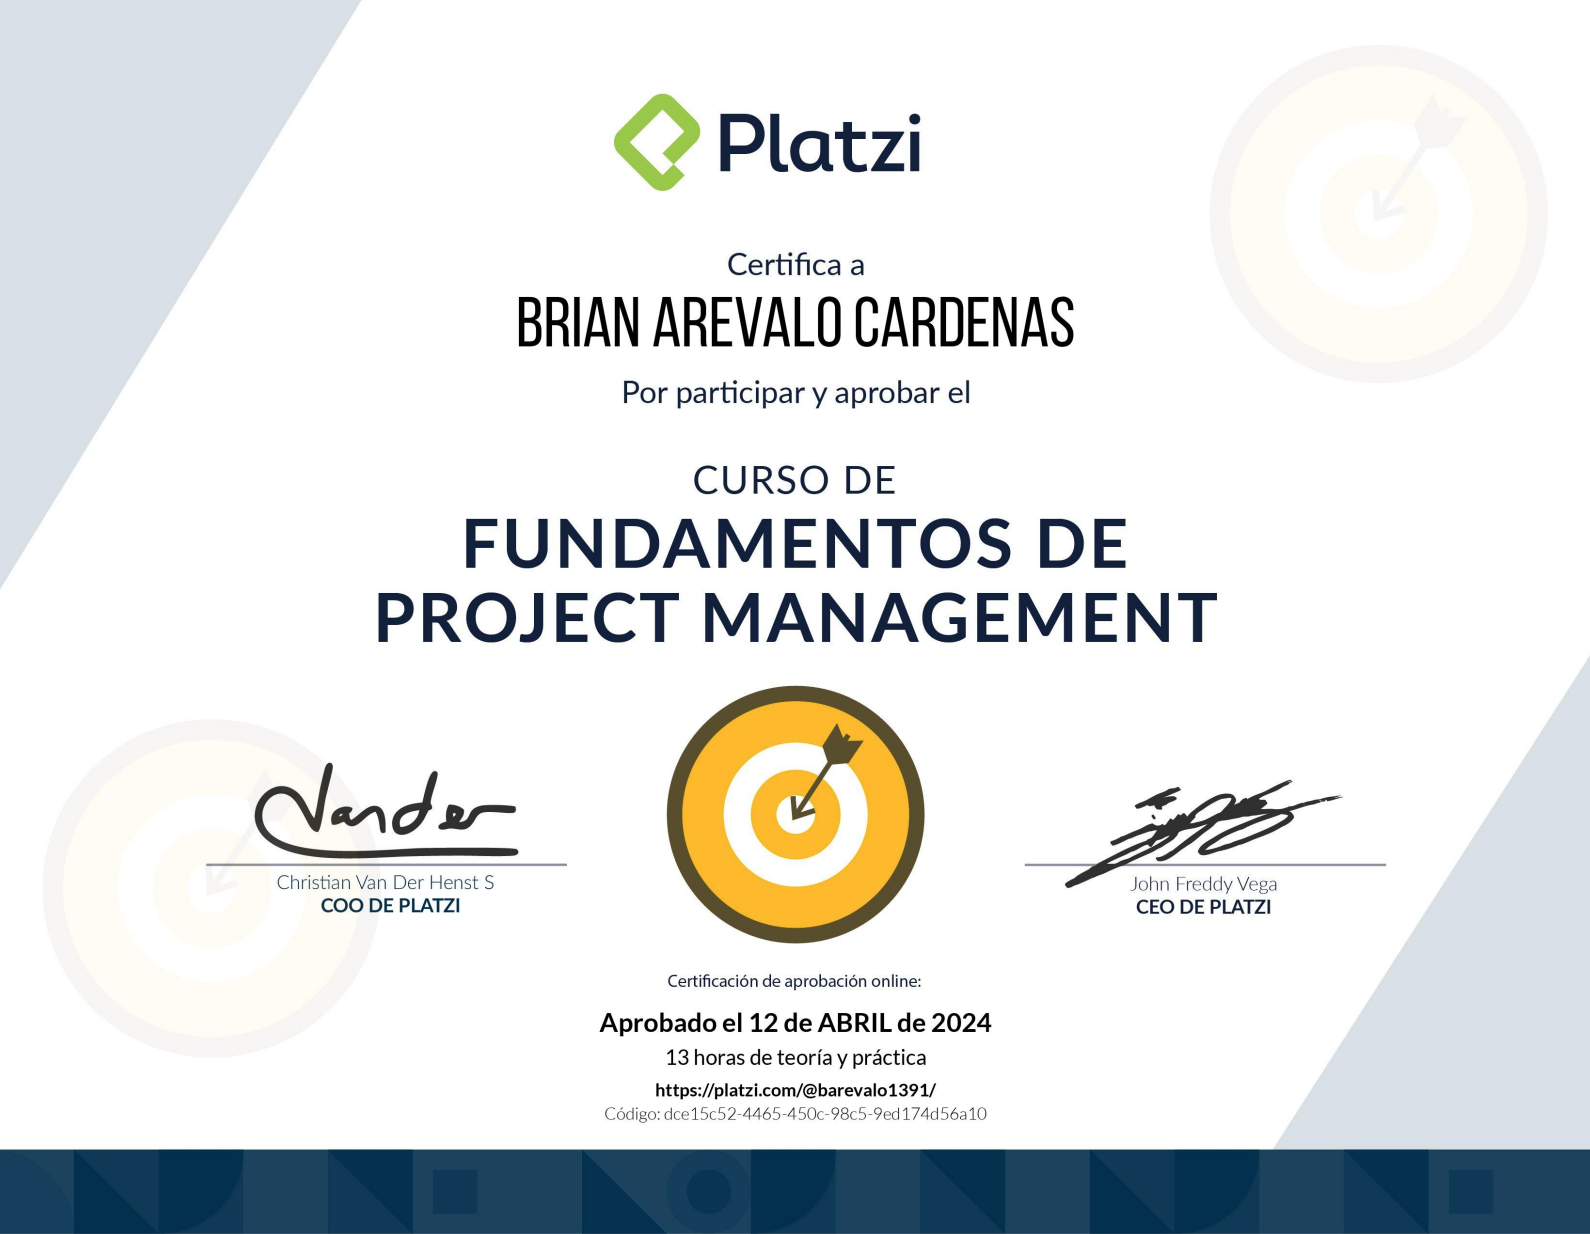 Platzi
Certifica a
BRIAN AREVALO CARDENAS
Por participar y aprobar el
CURSO DE
FUNDAMENTOS DE
PROJECT MANAGEMENT
Vander
Christian Van Der Henst S
COO DE PLATZI
John Freddy Vega
CEO DE PLATZI
Certificación de aprobación online:
Aprobado el 12 de ABRIL de 2024
13 horas de teoría y práctica
https://platzi.com/@barevalo1391/
Código: dce15c52-4465-450c-98c5-9ed174d56a10